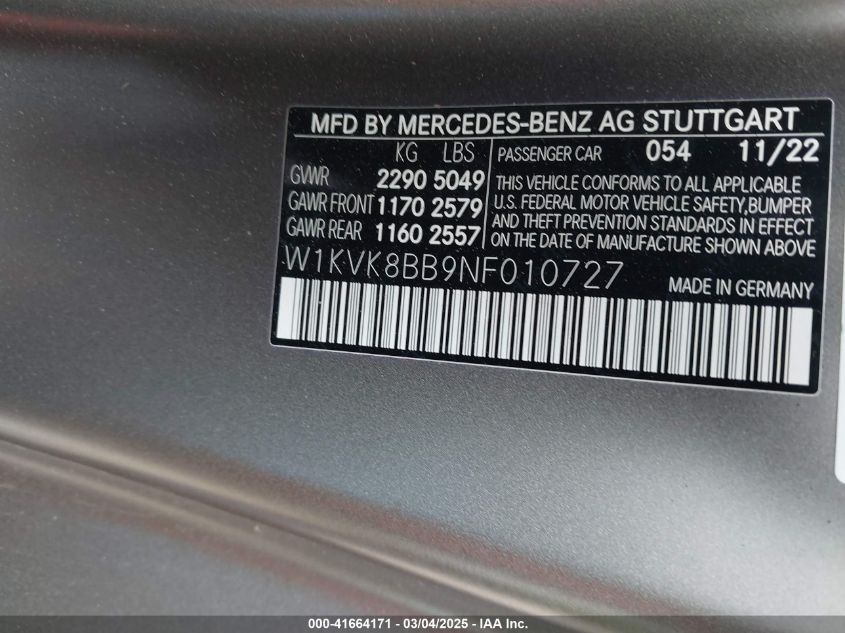 MFD BY MERCEDES-BENZ AG STUTTGART
KG LBS
GVWR 2290 5049
GAWR FRONT 1170 2579
GAWR REAR 1160 2557
PASSENGER CAR 054 11/22
THIS VEHICLE CONFORMS TO ALL APPLICABLE
U.S. FEDERAL MOTOR VEHICLE SAFETY,BUMPER
AND THEFT PREVENTION STANDARDS IN EFFECT
ON THE DATE OF MANUFACTURE SHOWN ABOVE
W1KVK8BB9NF010727
MADE IN GERMANY
000-41664171 - 03/04/2025 - IAA Inc.